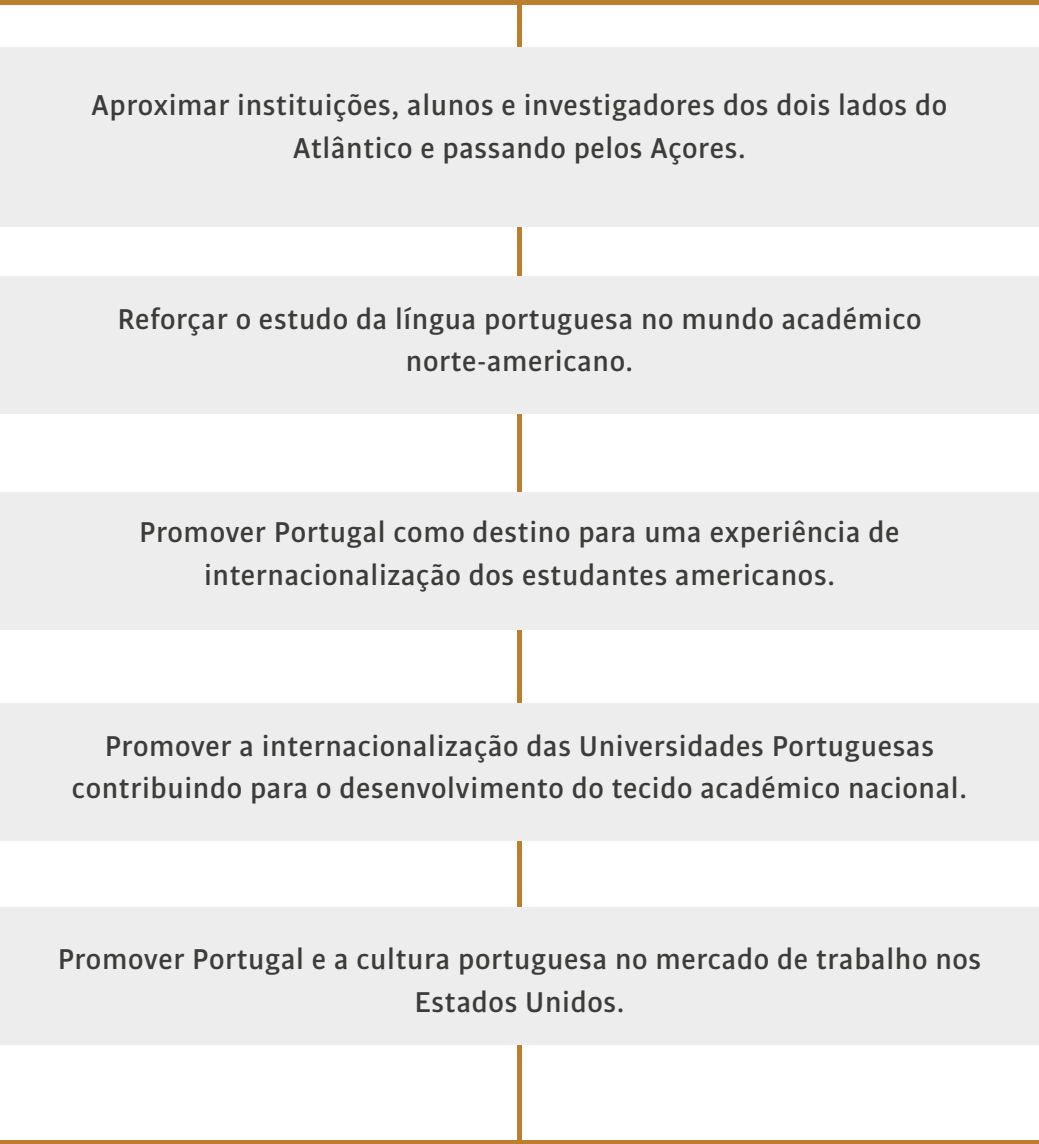 Aproximar instituições, alunos e investigadores dos dois lados do
Atlântico e passando pelos Açores.
Reforçar o estudo da língua portuguesa no mundo académico
norte-americano.
Promover Portugal como destino para uma experiência de
internacionalização dos estudantes americanos.
Promover a internacionalização das Universidades Portuguesas
contribuindo para o desenvolvimento do tecido académico nacional.
Promover Portugal e a cultura portuguesa no mercado de trabalho nos
Estados Unidos.